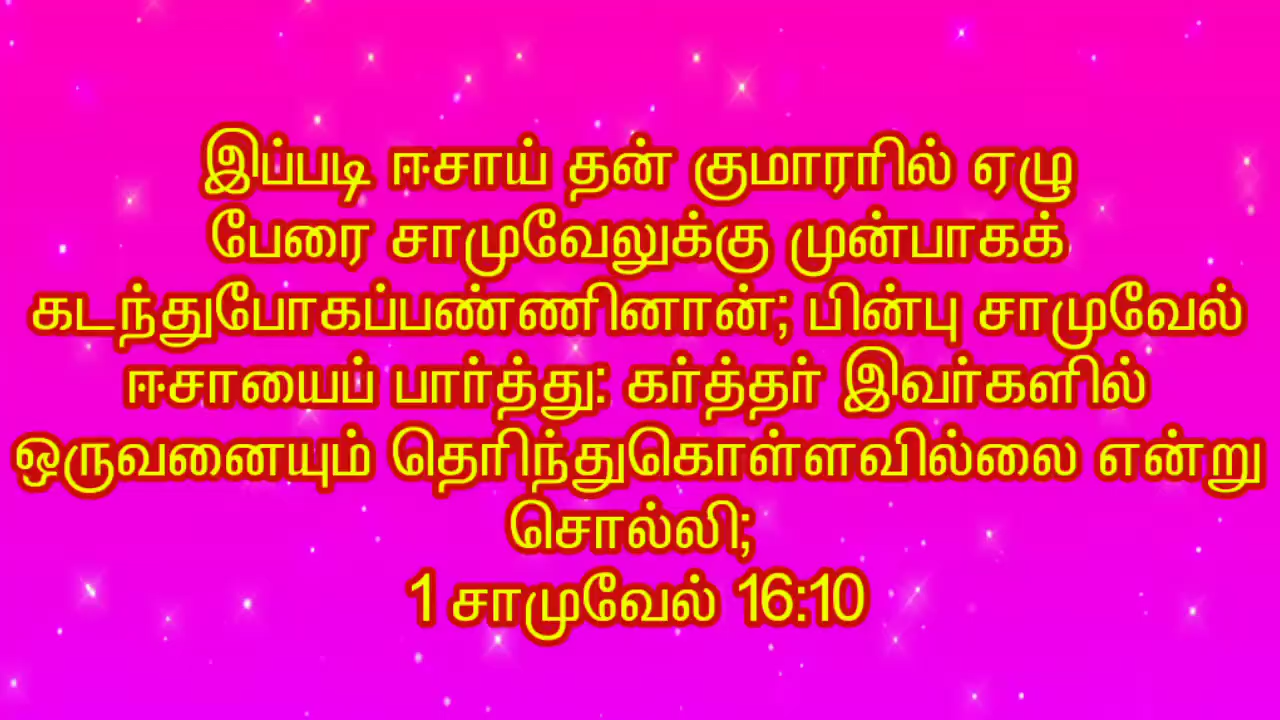 இப்படி ஈசாய் தன் குமாரரில் ஏழு
பேரை சாமுவேலுக்கு முன்பாகக்
கடந்துபோகப்பண்ணினான்; பின்பு சாமுவேல்
ஈசாயைப் பார்த்து: கர்த்தர் இவர்களில்
ஒருவனையும் தெரிந்துகொள்ளவில்லை என்று
சொல்லி;
1 சாமுவேல் 16:10